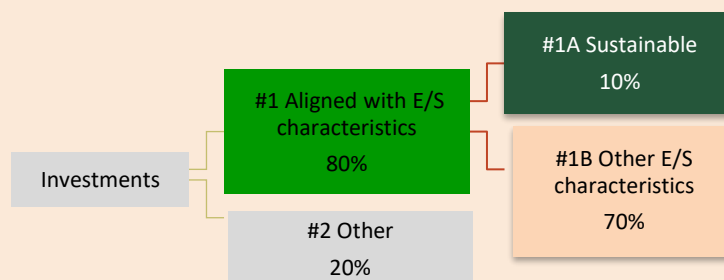 Investments
#1 Aligned with E/S
characteristics
80%
#2 Other
20%
#1A Sustainable
10%
#1B Other E/S
characteristics
70%